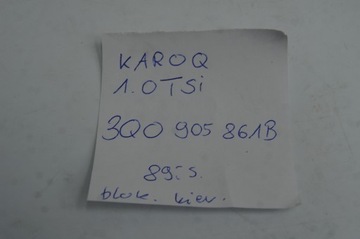 KAROQ
1.0TSi
3Q0 905 861B
89,-s.
blok. kier.